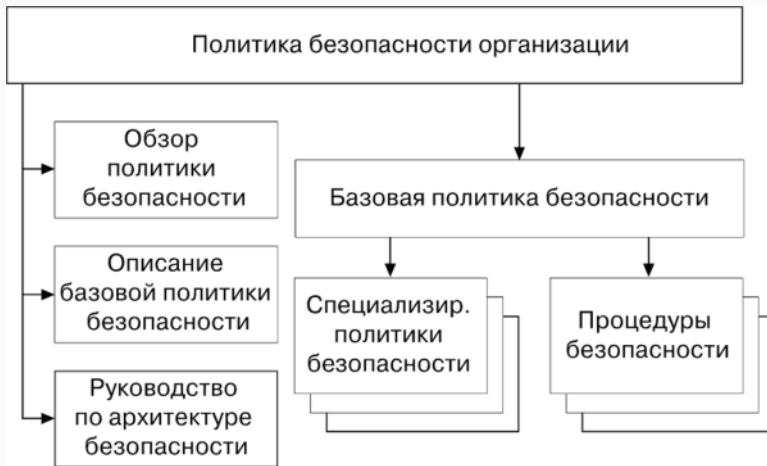 Политика безопасности организации
Обзор
политики
безопасности
Базовая политика безопасности
Описание
базовой политики
безопасности
Специализир.
политики
безопасности
Процедуры
безопасности
Руководство
по архитектуре
безопасности